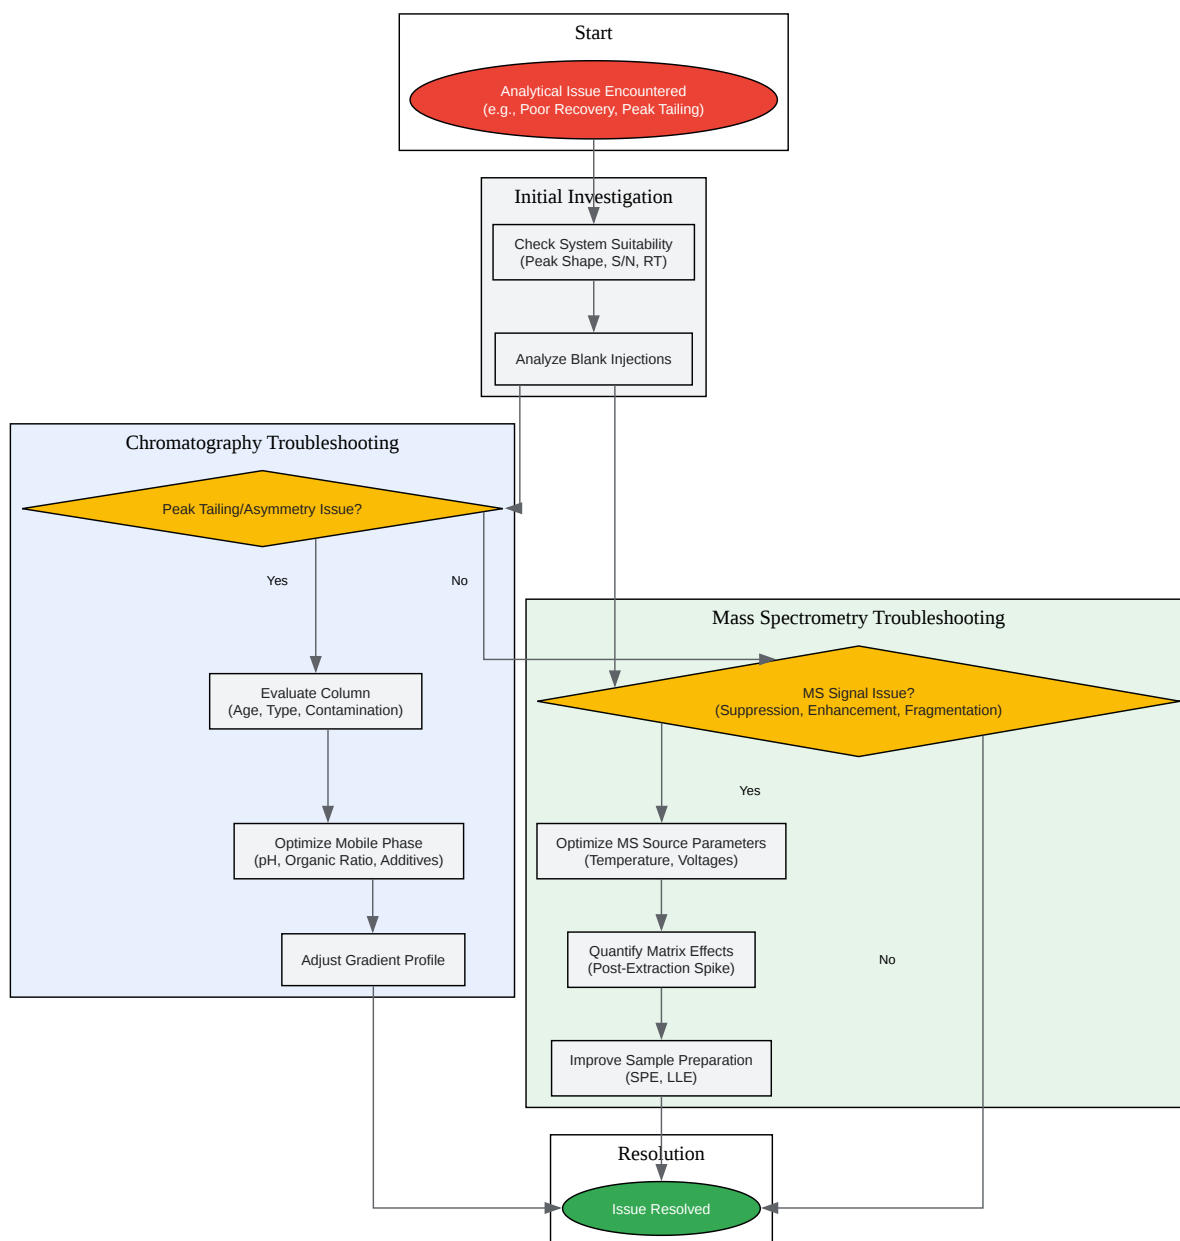 Start
Analytical Issue Encountered
(e.g., Poor Recovery, Peak Tailing)
Initial Investigation
Check System Suitability
(Peak Shape, S/N, RT)
Analyze Blank Injections
Chromatography Troubleshooting
Peak Tailing/Asymmetry Issue?
Yes
No
Evaluate Column
(Age, Type, Contamination)
Optimize Mobile Phase
(pH, Organic Ratio, Additives)
Adjust Gradient Profile
Mass Spectrometry Troubleshooting
MS Signal Issue?
(Suppression, Enhancement, Fragmentation)
Yes
Optimize MS Source Parameters
(Temperature, Voltages)
Quantify Matrix Effects
(Post-Extraction Spike)
No
Improve Sample Preparation
(SPE, LLE)
Resolution
Issue Resolved